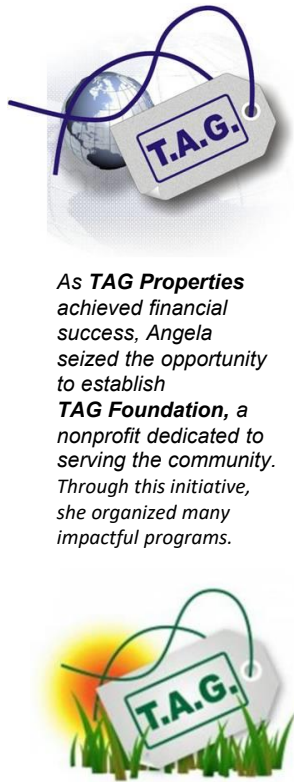 T.A.G.
As TAG Properties
achieved financial
success, Angela
seized the opportunity
to establish
TAG Foundation, a
nonprofit dedicated to
serving the community.
Through this initiative,
she organized many
impactful programs.
T.A.G.